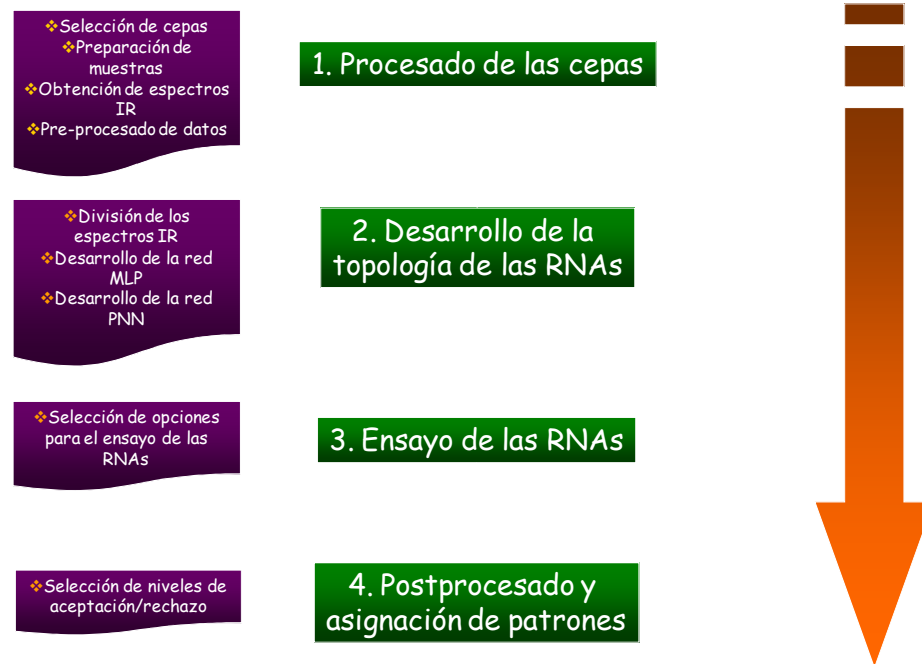 ❖Selección de cepas
❖Preparación de
muestras
❖Obtención de espectros
IR
❖Pre-procesado de datos
1. Procesado de las cepas
❖División de los
espectros IR
❖Desarrollo de la red
MLP
❖Desarrollo de la red
PNN
2. Desarrollo de la
topología de las RNAs
❖Selección de opciones
para el ensayo de las
RNAs
3. Ensayo de las RNAs
❖Selección de niveles de
aceptación/rechazo
4. Postprocesado y
asignación de patrones